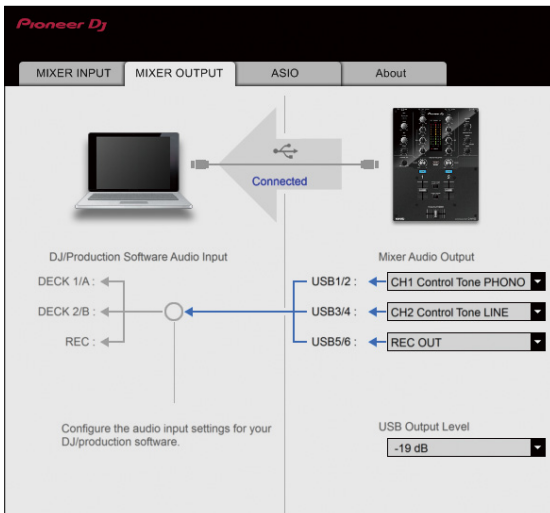 Pioneer Dj
MIXER INPUT
MIXER OUTPUT
ASIO
About
Connected
DJ/Production Software Audio Input
Mixer Audio Output
DECK 1/A :
USB1/2 :
CH1 Control Tone PHONO
DECK 2/B :
USB3/4 :
CH2 Control Tone LINE
REC :
USB5/6 :
REC OUT
Configure the audio input settings for your
DJ/production software.
USB Output Level
-19 dB